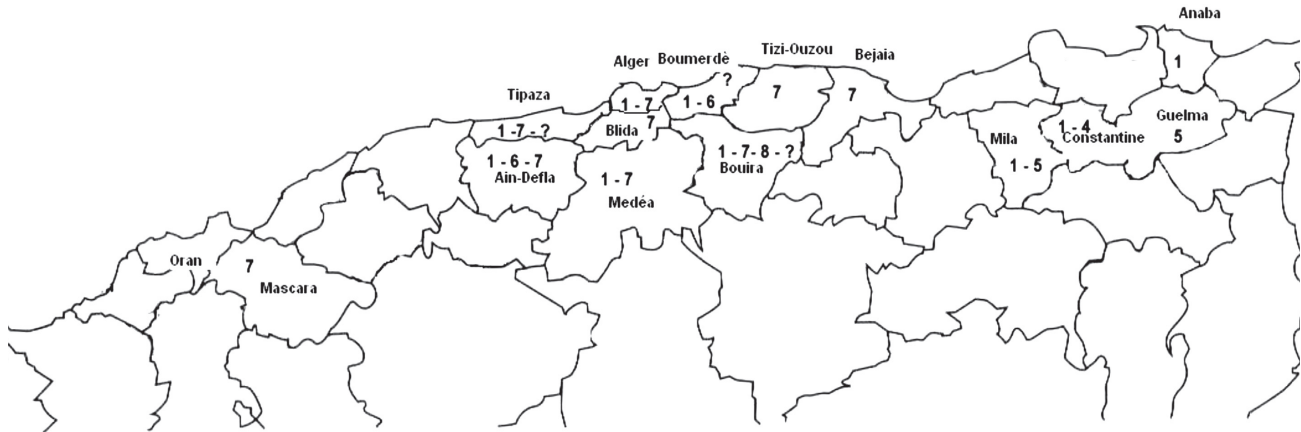 Anaba
1
Tizi-Ouzou
Alger Boumerdè
Bejaia
?
Tipaza
1 - 7
1 - 6
7
7
1 -7 - ?
Blida 7
Guelma
5
1 - 4
Constantine
Mila
1 - 5
1 - 6 - 7
Ain-Defla
1 - 7- 8 - ?
Bouira
1 - 7
Medéa
Oran
7
Mascara